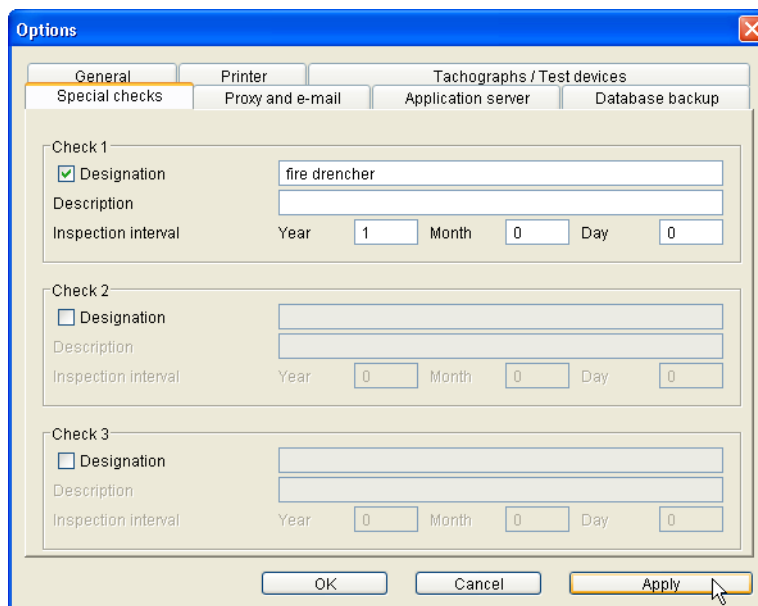 Options
General Printer Tachographs / Test devices
Special checks Proxy and e-mail Application server Database backup
Check 1
Designation fire drencher
Description
Inspection interval Year 1 Month 0 Day 0
Check 2
Designation
Description
Inspection interval Year 0 Month 0 Day 0
Check 3
Designation
Description
Inspection interval Year 0 Month 0 Day 0
OK Cancel Apply